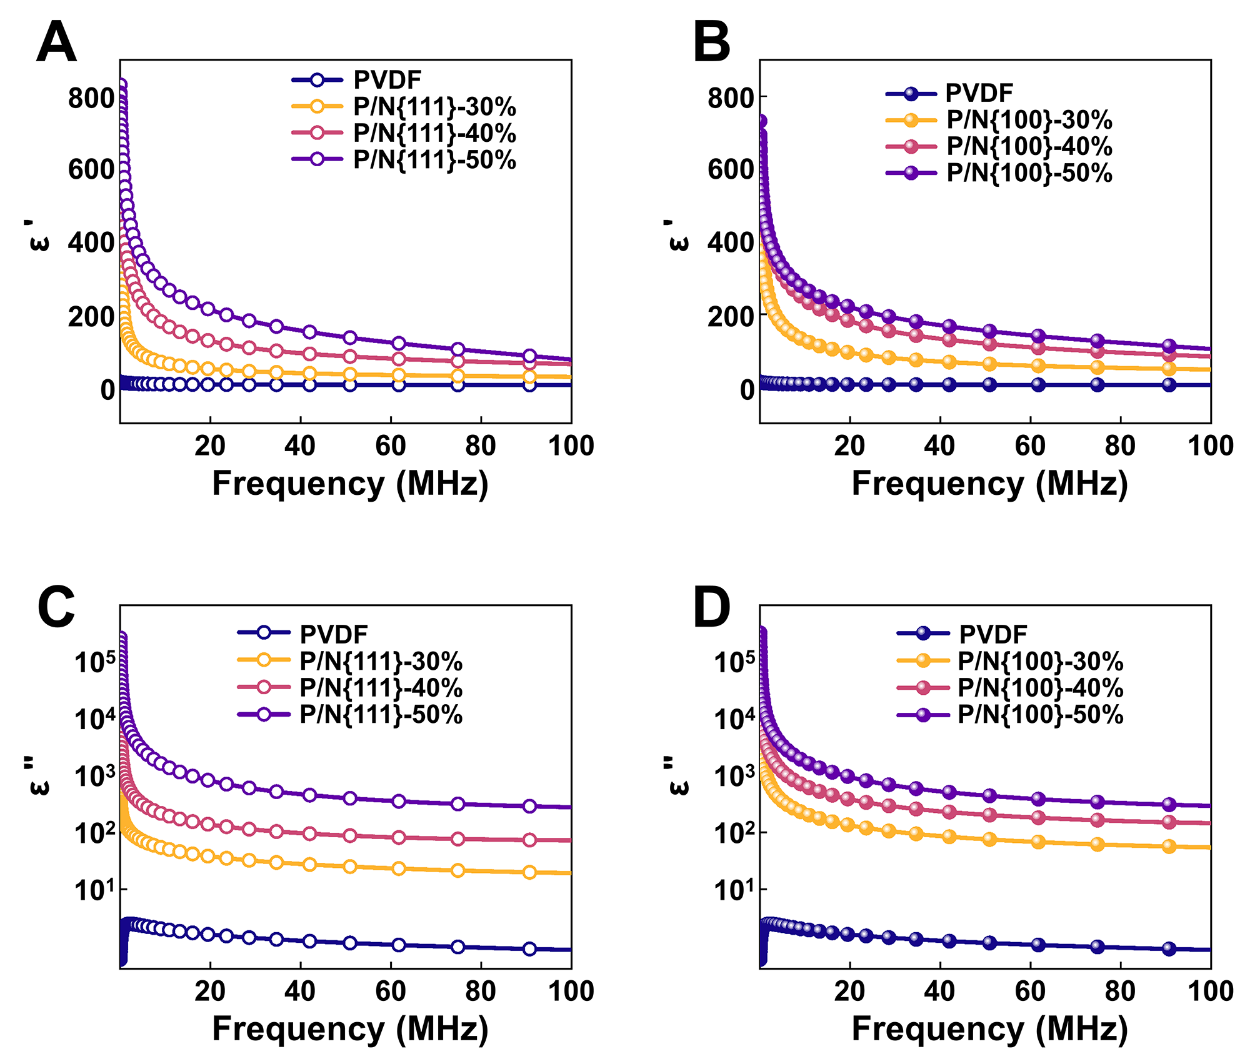 A
PVDF
P/N{111}-30%
P/N{111}-40%
P/N{111}-50%
800
600
400
200
0
ε '
20 40 60 80 100
Frequency (MHz)
B
PVDF
P/N{100}-30%
P/N{100}-40%
P/N{100}-50%
800
600
400
200
0
ε '
20 40 60 80 100
Frequency (MHz)
C
PVDF
P/N{111}-30%
P/N{111}-40%
P/N{111}-50%
10⁵
10⁴
10³
10²
10¹
ε "
20 40 60 80 100
Frequency (MHz)
D
PVDF
P/N{100}-30%
P/N{100}-40%
P/N{100}-50%
10⁵
10⁴
10³
10²
10¹
ε "
20 40 60 80 100
Frequency (MHz)